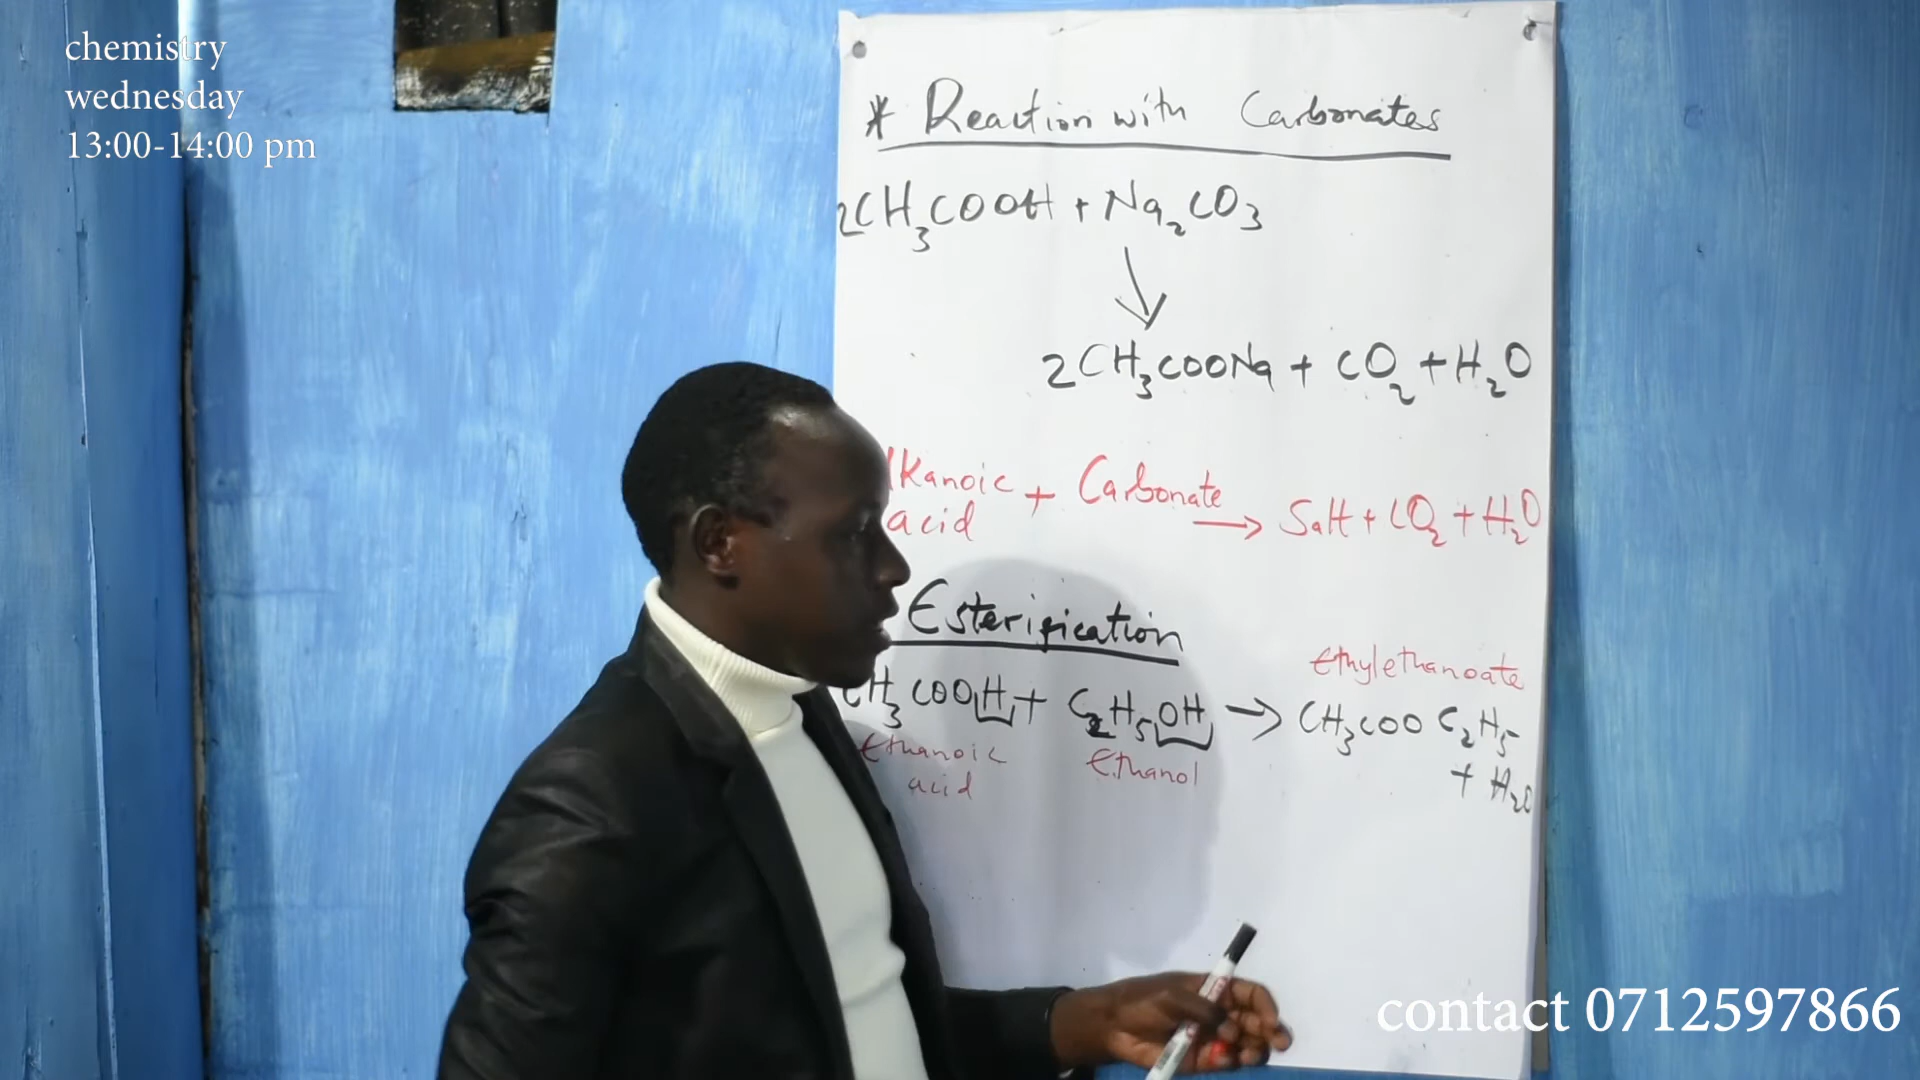 chemistry
wednesday
13:00-14:00 pm
* Reaction with Carbonates
2CH₃COOH + Na₂CO₃
↓
2CH₃COONa + CO₂ + H₂O
lkanoic + Carbonate → Salt + CO₂ + H₂O
acid
Esterification
ethylethanoate
CH₃COOH + C₂H₅OH → CH₃COO C₂H₅
+ H₂O
Ethanoic
acid
Ethanol
contact 0712597866